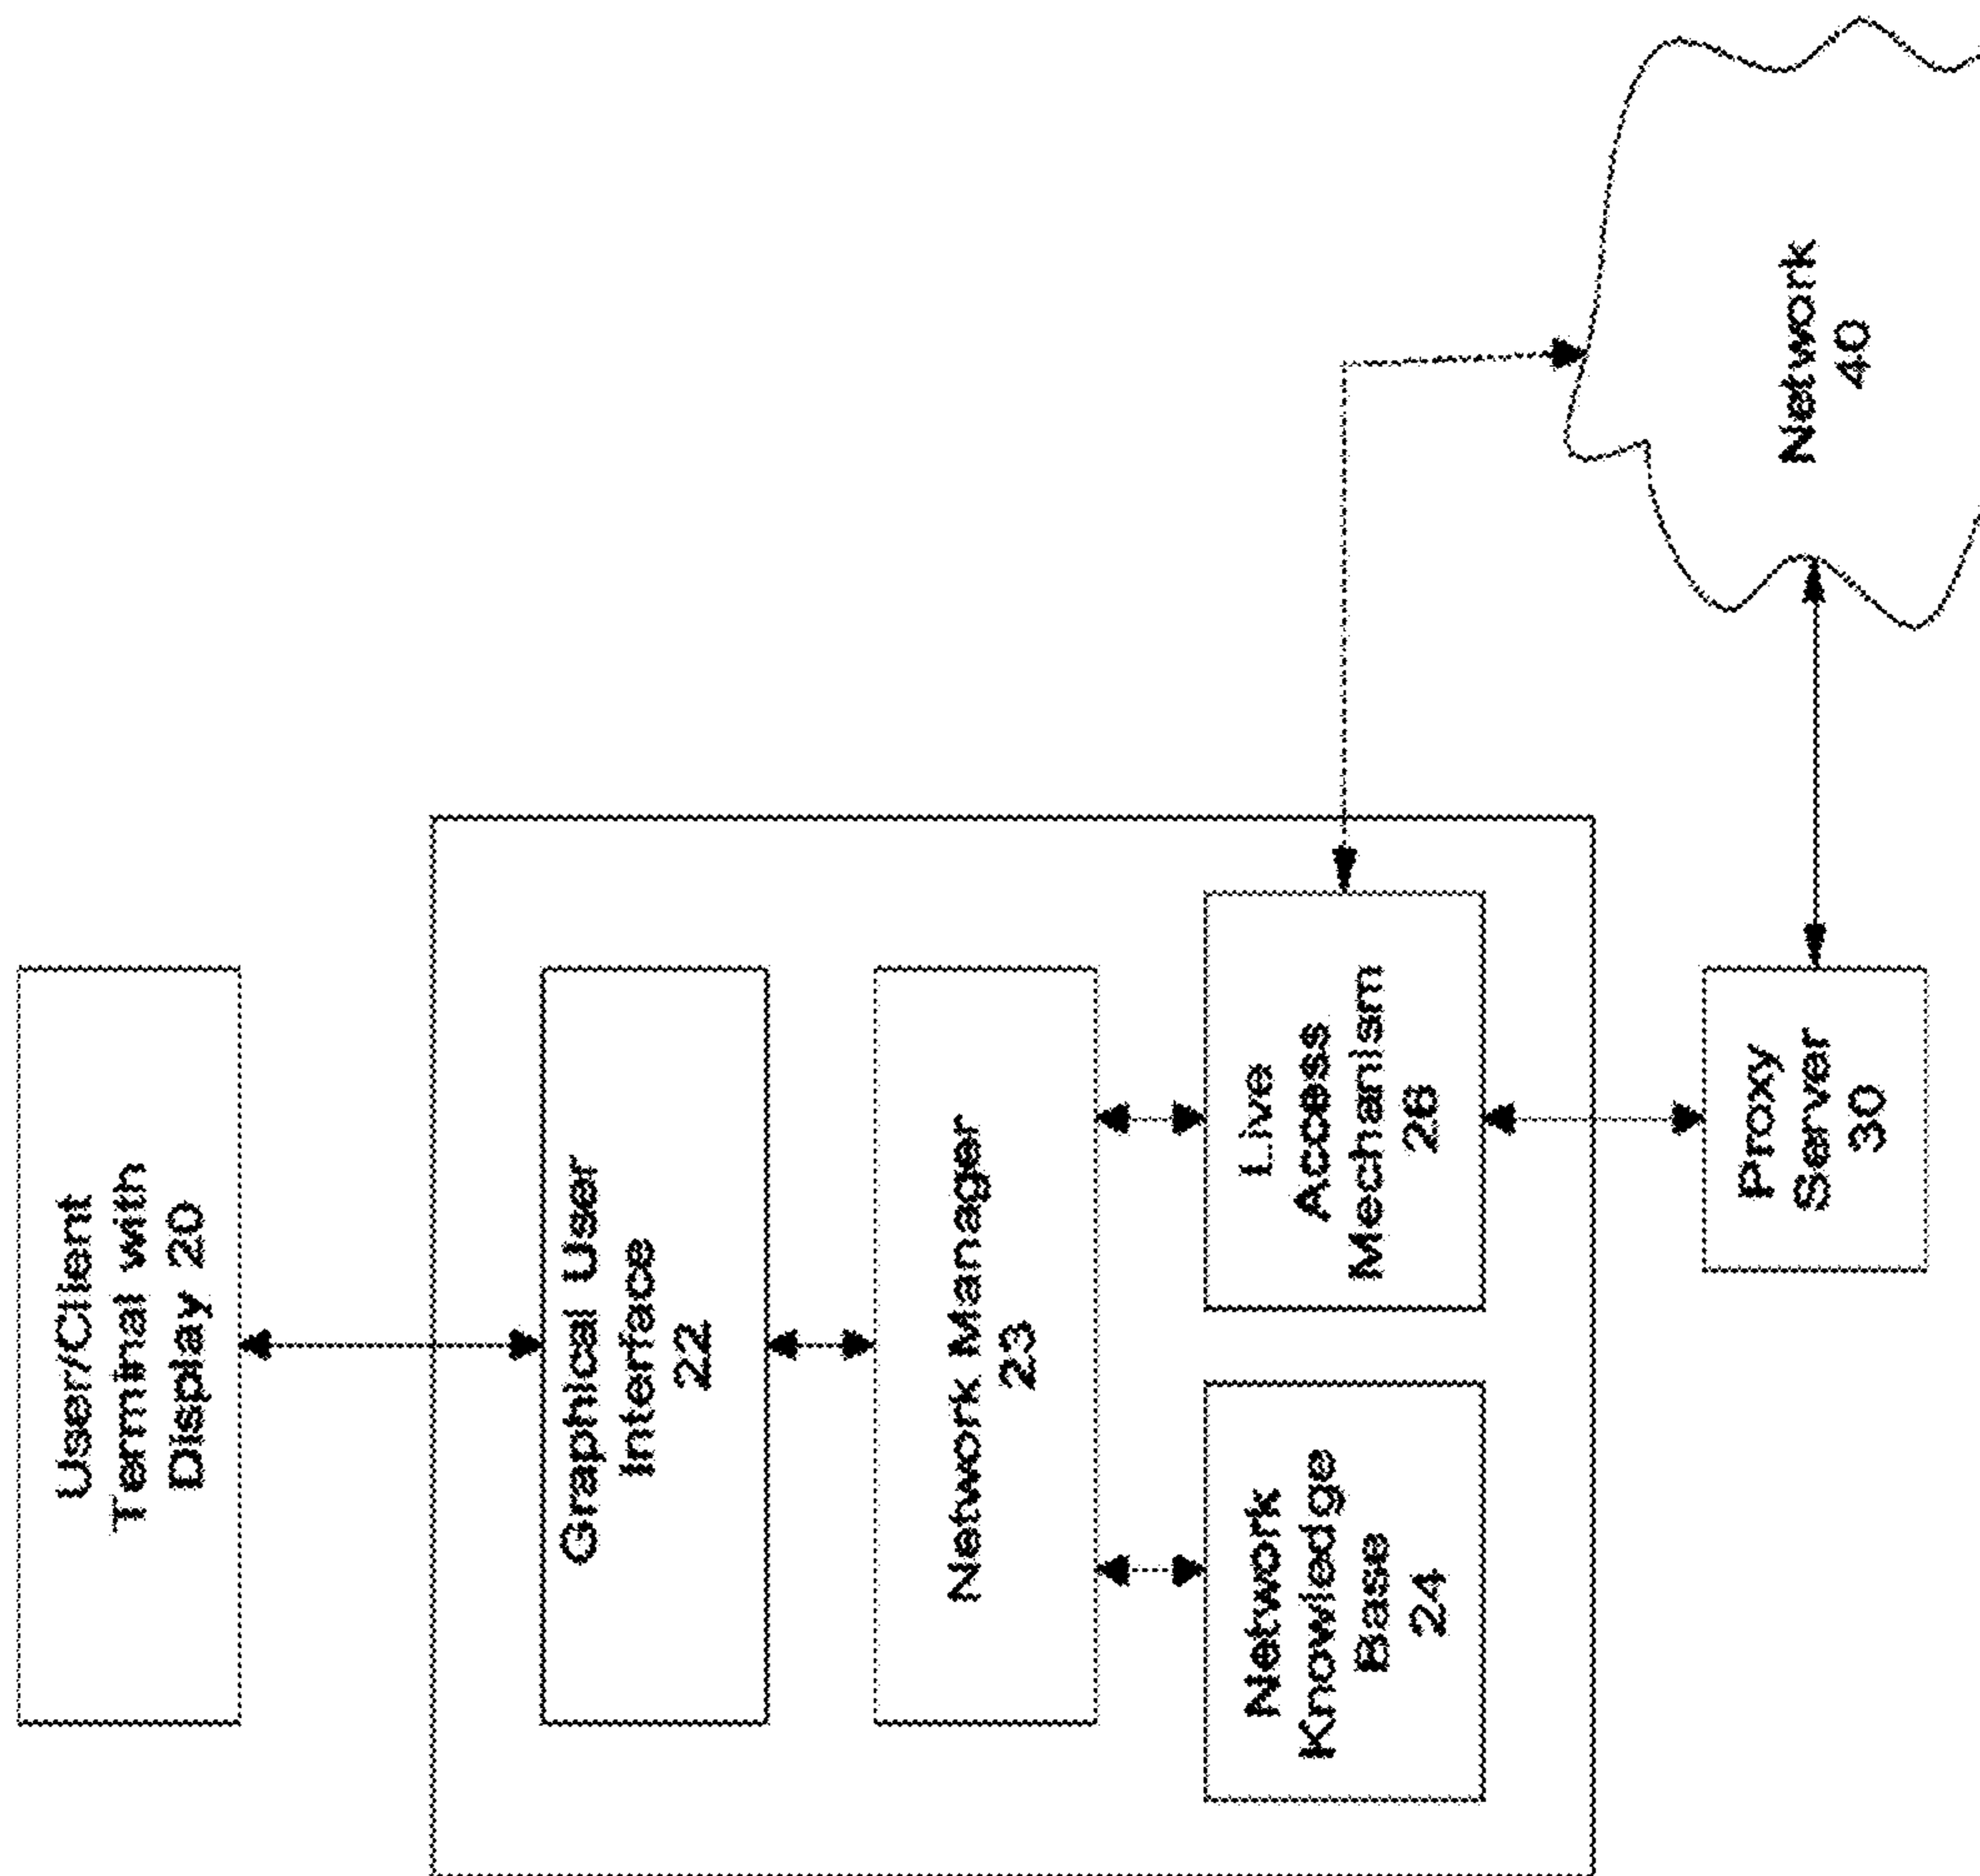 User/Client
Terminal with
Display 20
Graphical User
Interface
22
Network Manager
23
Network
Knowledge
Base
24
Live
Access
Mechanism
Proxy
Server
30
Network
40